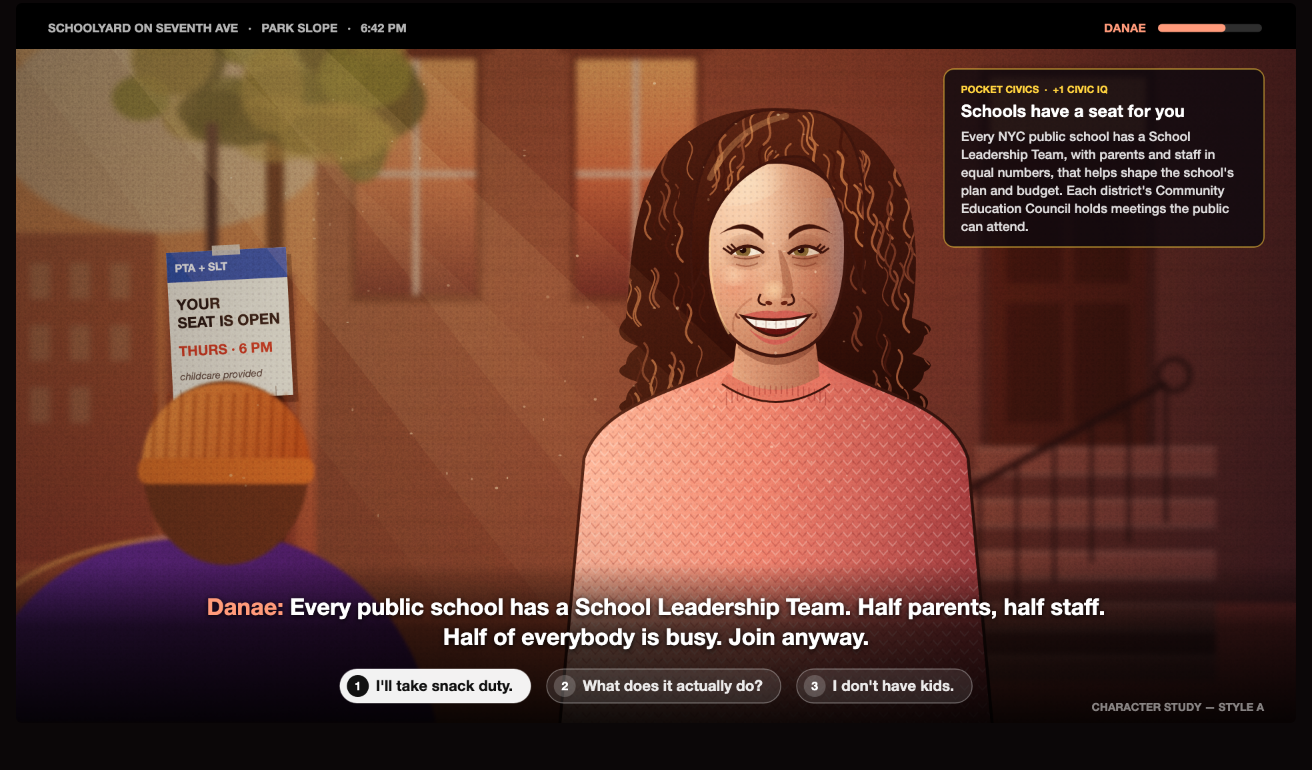 SCHOOLYARD ON SEVENTH AVE · PARK SLOPE · 6:42 PM
DANAE
POCKET CIVICS · +1 CIVIC IQ
Schools have a seat for you
Every NYC public school has a School
Leadership Team, with parents and staff in
equal numbers, that helps shape the school's
plan and budget. Each district's Community
Education Council holds meetings the public
can attend.
PTA + SLT
YOUR
SEAT IS OPEN
THURS · 6 PM
childcare provided
Danae: Every public school has a School Leadership Team. Half parents, half staff.
Half of everybody is busy. Join anyway.
1 I'll take snack duty.
2 What does it actually do?
3 I don't have kids.
CHARACTER STUDY — STYLE A